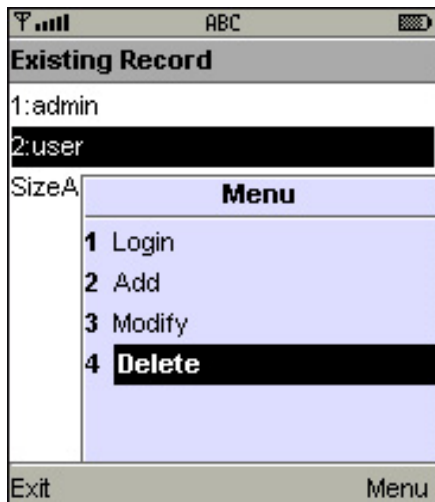 ABC
Existing Record
1:admin
2:user
SizeA
Menu
1 Login
2 Add
3 Modify
4 Delete
Exit Menu